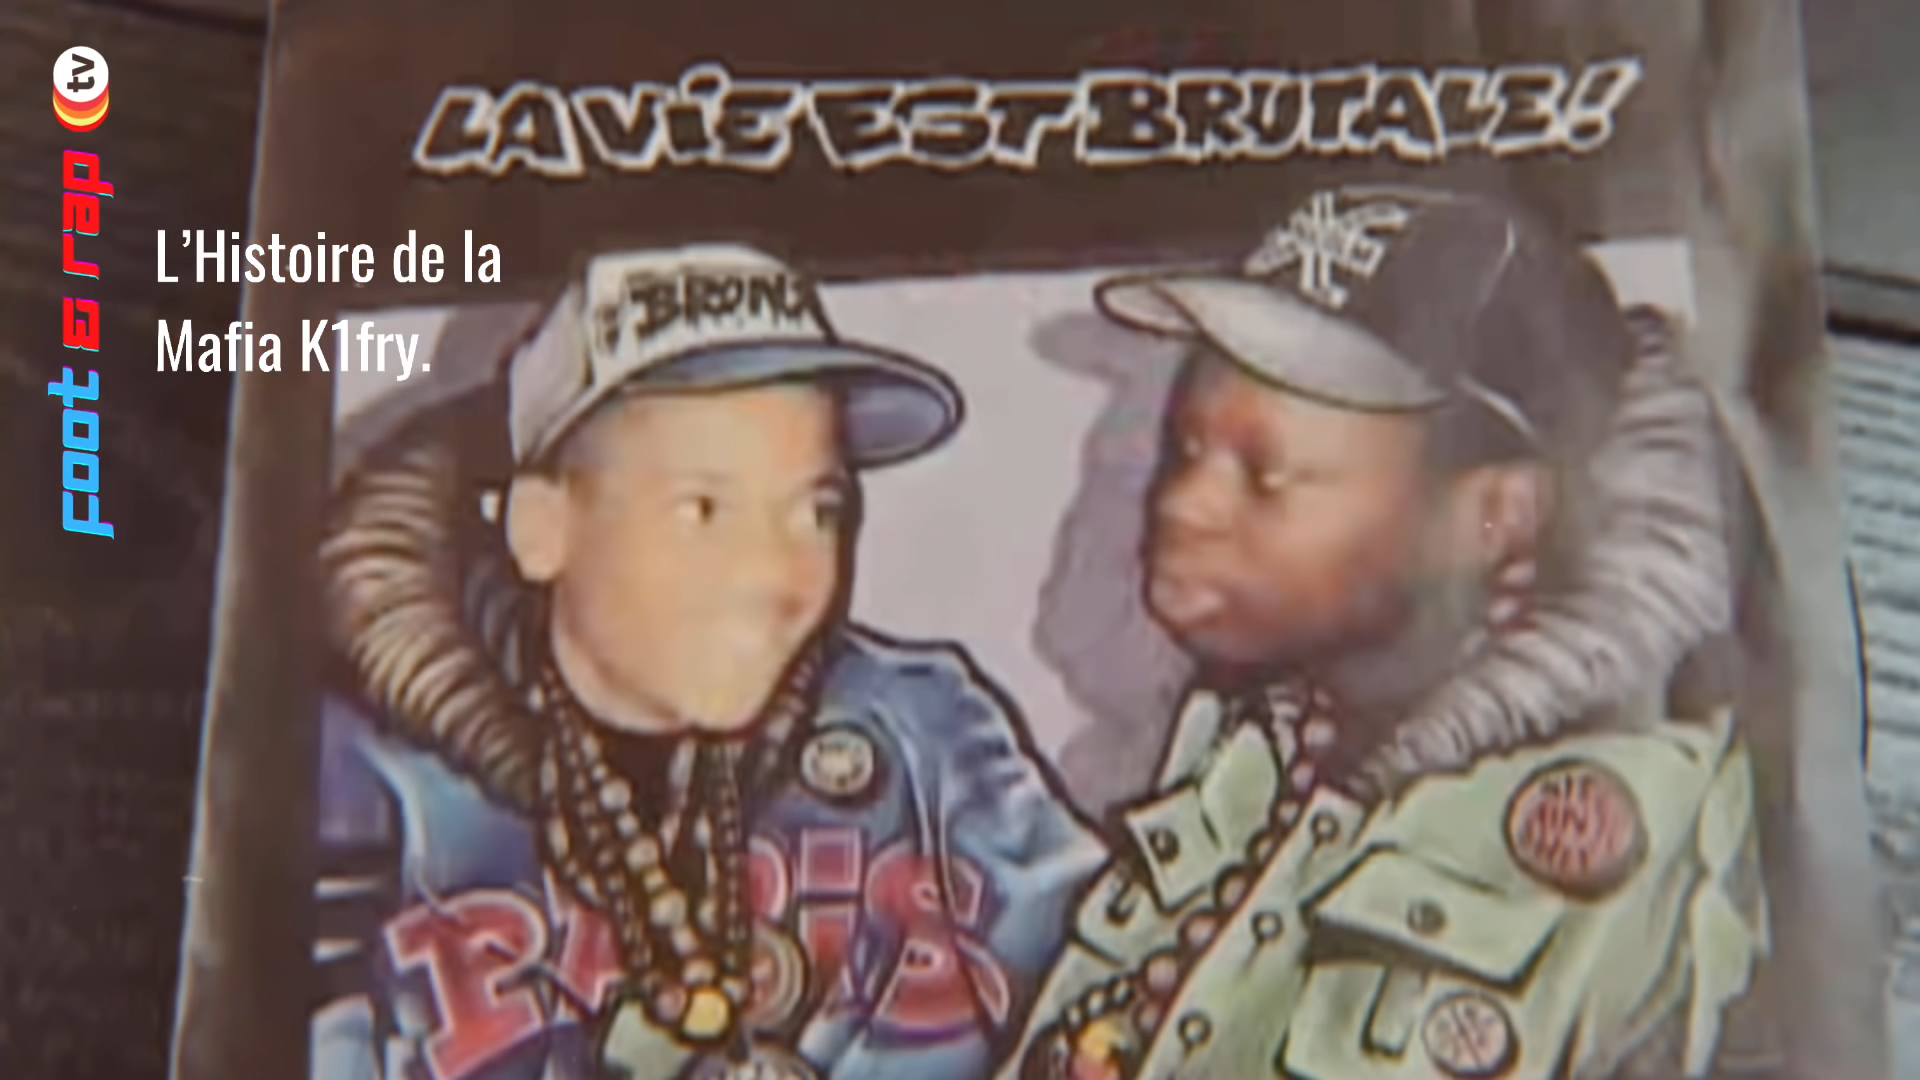 tv
Foot & rap
LA VIE EST BRUTALE!
L'Histoire de la
Mafia K1fry.
BRONX
PARIS